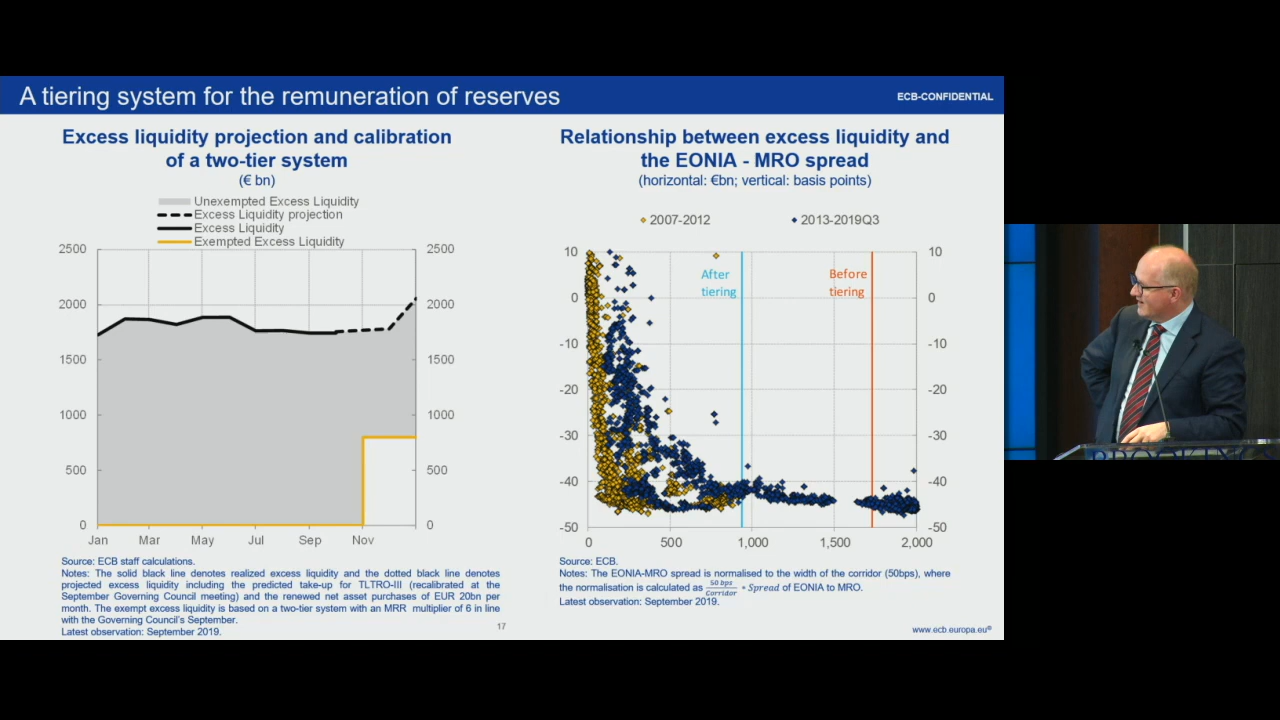 A tiering system for the remuneration of reserves
ECB-CONFIDENTIAL
Excess liquidity projection and calibration
of a two-tier system
(€ bn)
Unexempted Excess Liquidity
Excess Liquidity projection
Excess Liquidity
Exempted Excess Liquidity
2500
2000
1500
1000
500
0
2500
2000
1500
1000
500
0
Jan Mar May Jul Sep Nov
Source: ECB staff calculations.
Notes: The solid black line denotes realized excess liquidity and the dotted black line denotes
projected excess liquidity including the predicted take-up for TLTRO-III (recalibrated at the
September Governing Council meeting) and the renewed net asset purchases of EUR 20bn per
month. The exempt excess liquidity is based on a two-tier system with an MRR multiplier of 6 in line
with the Governing Council's September.
Latest observation: September 2019.
17
Relationship between excess liquidity and
the EONIA - MRO spread
(horizontal: €bn; vertical: basis points)
2007-2012 2013-2019Q3
After
tiering
Before
tiering
10
0
-10
-20
-30
-40
-50
10
0
-10
-20
-30
-40
-50
0 500 1,000 1,500 2,000
Source: ECB.
Notes: The EONIA-MRO spread is normalised to the width of the corridor (50bps), where
the normalisation is calculated as 50 bps / Corridor * Spread of EONIA to MRO.
Latest observation: September 2019.
www.ecb.europa.eu®